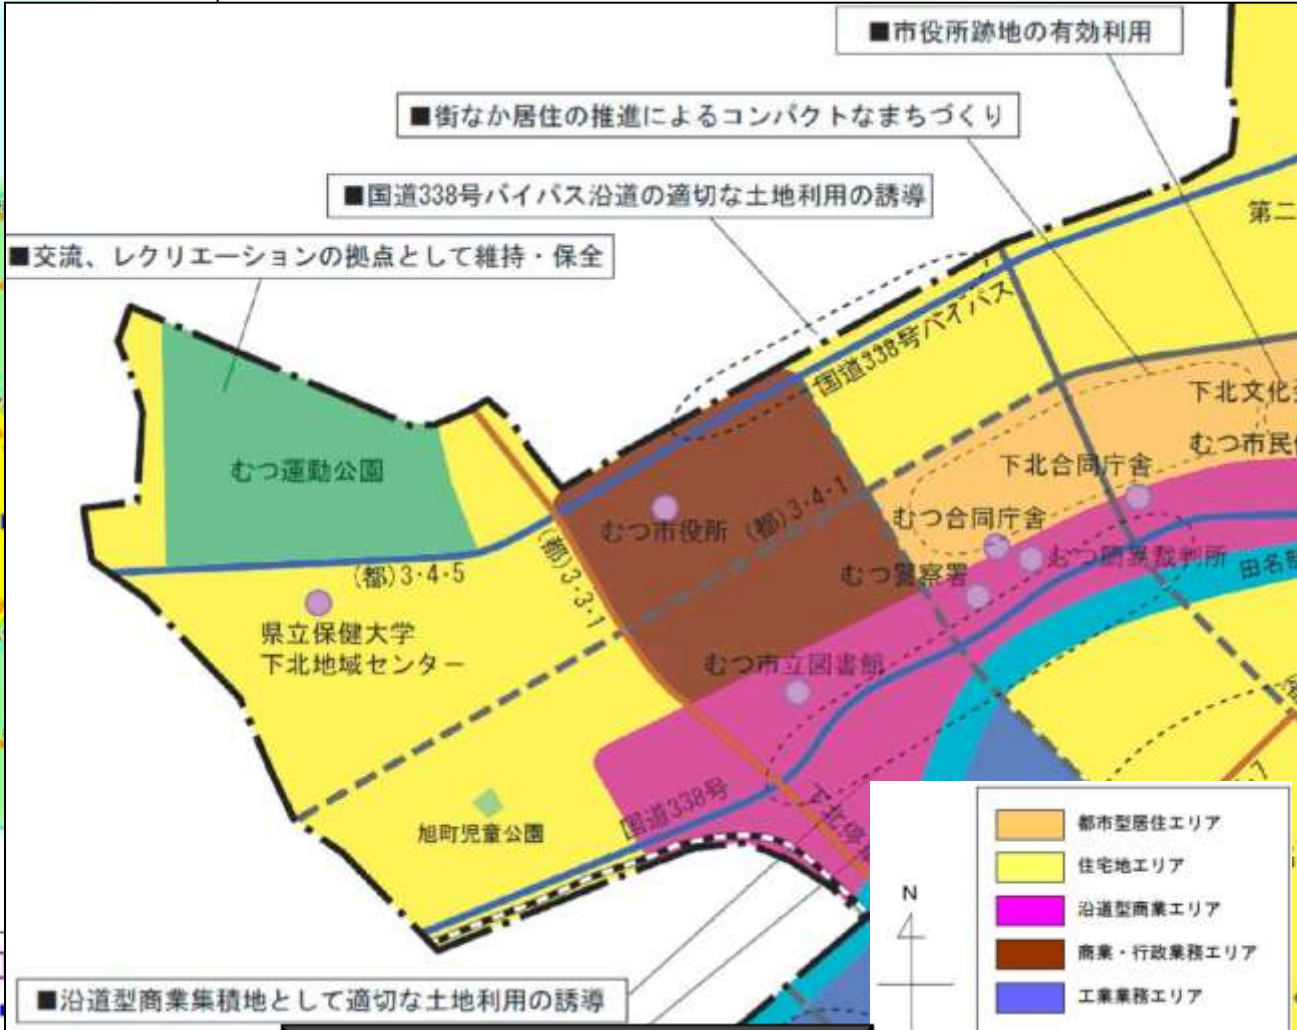 ■市役所跡地の有効利用
■街なか居住の推進によるコンパクトなまちづくり
■国道338号バイパス沿道の適切な土地利用の誘導
■交流、レクリエーションの拠点として維持・保全
第二
国道338号バイパス
下北文化
むつ市民
むつ運動公園
下北合同庁舎
むつ市役所
(都)3・4・1
むつ合同庁舎
(都)3・3・1
むつ警察署
むつ簡易裁判所
田名部
(都)3・4・5
県立保健大学
下北地域センター
むつ市立図書館
国道338号
旭町児童公園
下北停
・7
N
都市型居住エリア
住宅地エリア
沿道型商業エリア
商業・行政業務エリア
工業業務エリア
■沿道型商業集積地として適切な土地利用の誘導